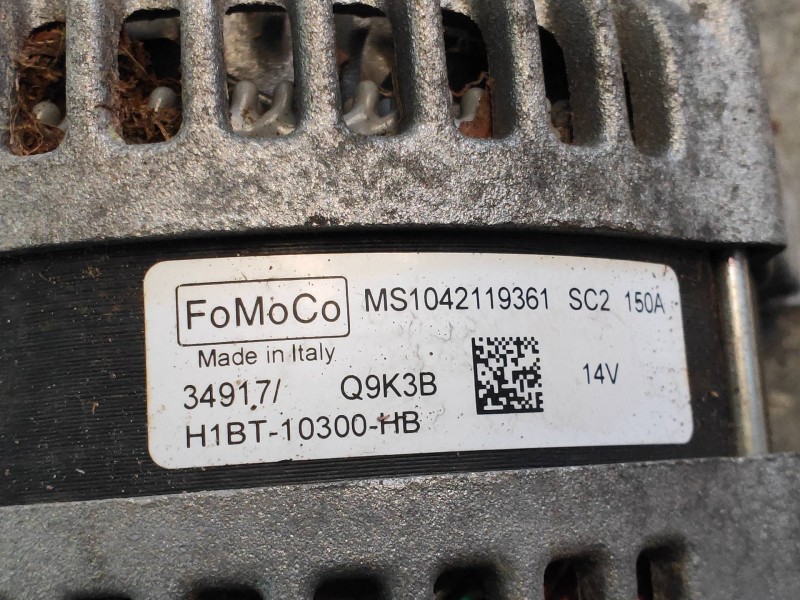 FoMoCo MS1042119361 SC2 150A
Made in Italy
34917/ Q9K3B 14V
H1BT-10300-HB